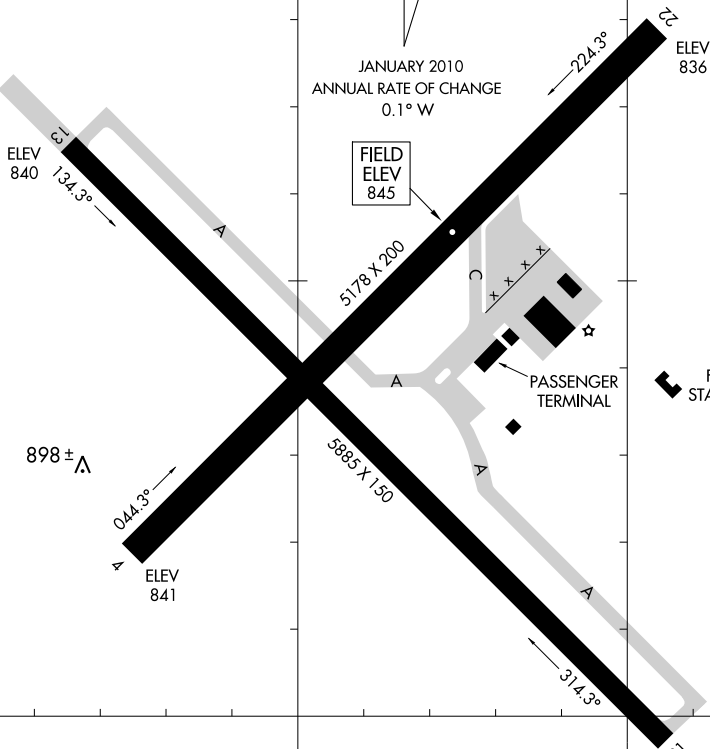 22
JANUARY 2010
ANNUAL RATE OF CHANGE
0.1° W
224.3°
ELEV
836
13
ELEV
840
134.3°
FIELD
ELEV
845
A
5178 X 200
C
x x x x
A
PASSENGER
TERMINAL
F
STA
898 ±
5885 X 150
A
044.3°
4
ELEV
841
A
314.3°